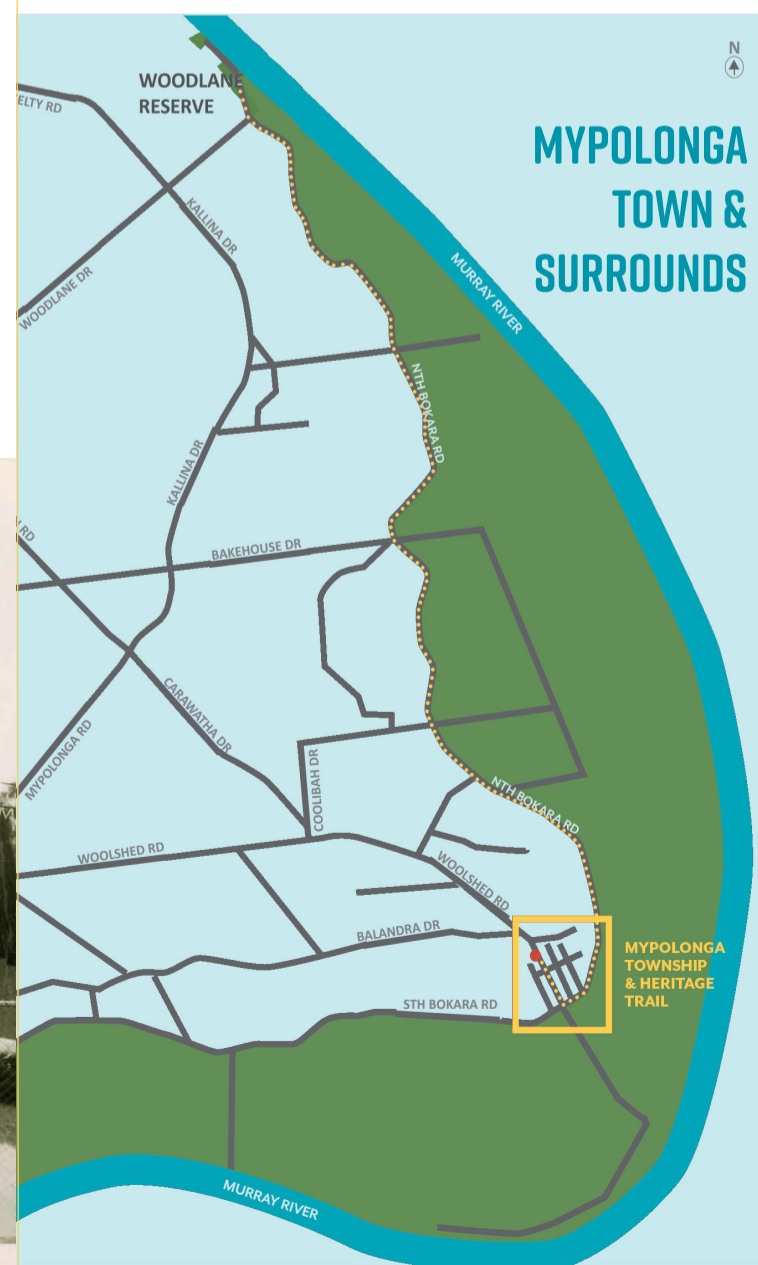 N
WOODLANE
RESERVE
MYPOLONGA
TOWN &
SURROUNDS
ELTY RD
KALLINA DR
WOODLANE DR
MURRAY RIVER
NTH BOKARA RD
KALLINA DR
RD
BAKEHOUSE DR
CARAWATHA DR
MYPOLONGA RD
COOLIBAH DR
NTH BOKARA RD
WOOLSHED RD
WOOLSHED RD
BALANDRA DR
MYPOLONGA
TOWNSHIP
& HERITAGE
TRAIL
STH BOKARA RD
MURRAY RIVER